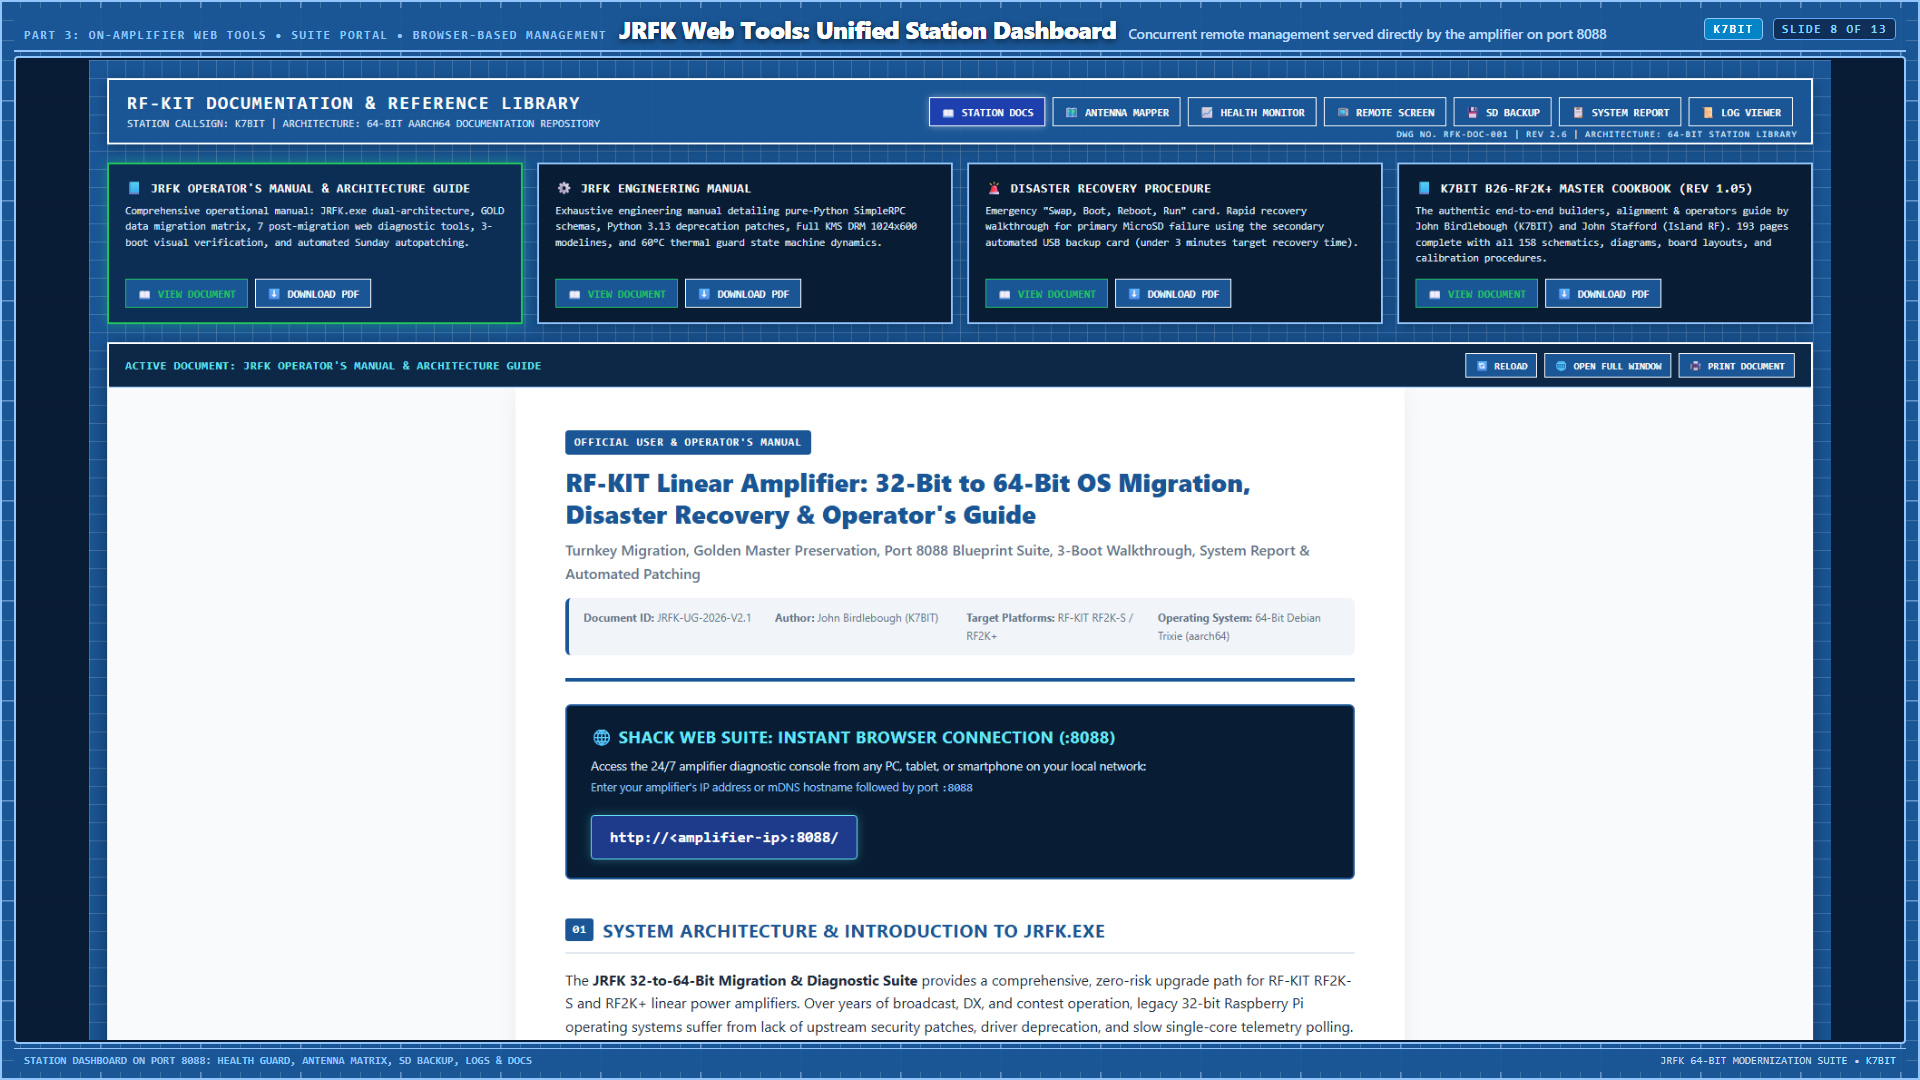 PART 3: ON-AMPLIFIER WEB TOOLS • SUITE PORTAL • BROWSER-BASED MANAGEMENT
JRFK Web Tools: Unified Station Dashboard
Concurrent remote management served directly by the amplifier on port 8088
K7BIT
SLIDE 8 OF 13
RF-KIT DOCUMENTATION & REFERENCE LIBRARY
STATION CALLSIGN: K7BIT | ARCHITECTURE: 64-BIT AARCH64 DOCUMENTATION REPOSITORY
STATION DOCS
ANTENNA MAPPER
HEALTH MONITOR
REMOTE SCREEN
SD BACKUP
SYSTEM REPORT
LOG VIEWER
DWG NO. RFK-DOC-001 | REV 2.6 | ARCHITECTURE: 64-BIT STATION LIBRARY
JRFK OPERATOR'S MANUAL & ARCHITECTURE GUIDE
Comprehensive operational manual: JRFK.exe dual-architecture, GOLD
data migration matrix, 7 post-migration web diagnostic tools, 3-
boot visual verification, and automated Sunday autopatching.
VIEW DOCUMENT
DOWNLOAD PDF
JRFK ENGINEERING MANUAL
Exhaustive engineering manual detailing pure-Python SimpleRPC
schemas, Python 3.13 deprecation patches, Full KMS DRM 1024x600
modelines, and 60°C thermal guard state machine dynamics.
VIEW DOCUMENT
DOWNLOAD PDF
DISASTER RECOVERY PROCEDURE
Emergency "Swap, Boot, Reboot, Run" card. Rapid recovery
walkthrough for primary MicroSD failure using the secondary
automated USB backup card (under 3 minutes target recovery time).
VIEW DOCUMENT
DOWNLOAD PDF
K7BIT B26-RF2K+ MASTER COOKBOOK (REV 1.05)
The authentic end-to-end builders, alignment & operators guide by
John Birdlebough (K7BIT) and John Stafford (Island RF). 193 pages
complete with all 158 schematics, diagrams, board layouts, and
calibration procedures.
VIEW DOCUMENT
DOWNLOAD PDF
ACTIVE DOCUMENT: JRFK OPERATOR'S MANUAL & ARCHITECTURE GUIDE
RELOAD
OPEN FULL WINDOW
PRINT DOCUMENT
OFFICIAL USER & OPERATOR'S MANUAL
RF-KIT Linear Amplifier: 32-Bit to 64-Bit OS Migration,
Disaster Recovery & Operator's Guide
Turnkey Migration, Golden Master Preservation, Port 8088 Blueprint Suite, 3-Boot Walkthrough, System Report &
Automated Patching
Document ID: JRFK-UG-2026-V2.1
Author: John Birdlebough (K7BIT)
Target Platforms: RF-KIT RF2K-S /
RF2K+
Operating System: 64-Bit Debian
Trixie (aarch64)
SHACK WEB SUITE: INSTANT BROWSER CONNECTION (:8088)
Access the 24/7 amplifier diagnostic console from any PC, tablet, or smartphone on your local network:
Enter your amplifier's IP address or mDNS hostname followed by port :8088
http://<amplifier-ip>:8088/
01 SYSTEM ARCHITECTURE & INTRODUCTION TO JRFK.EXE
The JRFK 32-to-64-Bit Migration & Diagnostic Suite provides a comprehensive, zero-risk upgrade path for RF-KIT RF2K-
S and RF2K+ linear power amplifiers. Over years of broadcast, DX, and contest operation, legacy 32-bit Raspberry Pi
operating systems suffer from lack of upstream security patches, driver deprecation, and slow single-core telemetry polling.
STATION DASHBOARD ON PORT 8088: HEALTH GUARD, ANTENNA MATRIX, SD BACKUP, LOGS & DOCS
JRFK 64-BIT MODERNIZATION SUITE • K7BIT